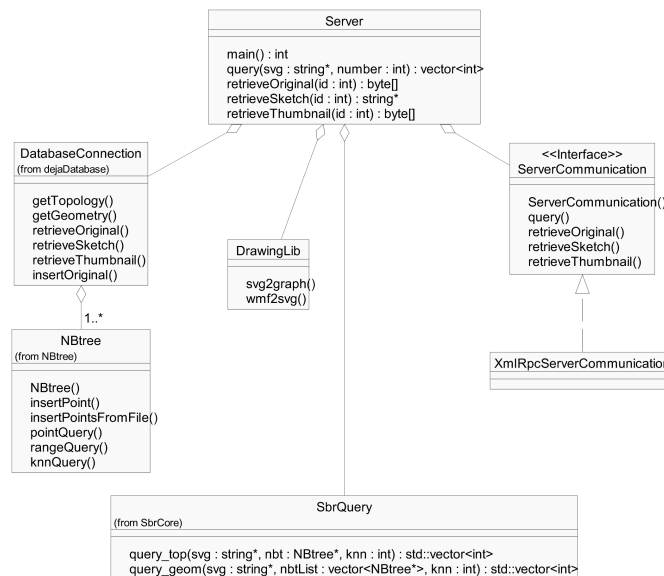 Server
main() : int
query(svg : string*, number : int) : vector<int>
retrieveOriginal(id : int) : byte[]
retrieveSketch(id : int) : string*
retrieveThumbnail(id : int) : byte[]
DatabaseConnection
(from dejaDatabase)
getTopology()
getGeometry()
retrieveOriginal()
retrieveSketch()
retrieveThumbnail()
insertOriginal()
DrawingLib
svg2graph()
wmf2svg()
<<Interface>>
ServerCommunication
ServerCommunication()
query()
retrieveOriginal()
retrieveSketch()
retrieveThumbnail()
1..*
NBtree
(from NBtree)
NBtree()
insertPoint()
insertPointsFromFile()
pointQuery()
rangeQuery()
knnQuery()
XmlRpcServerCommunication
SbrQuery
(from SbrCore)
query_top(svg : string*, nbt : NBtree*, knn : int) : std::vector<int>
query_geom(svg : string*, nbtList : vector<NBtree*>, knn : int) : std::vector<int>